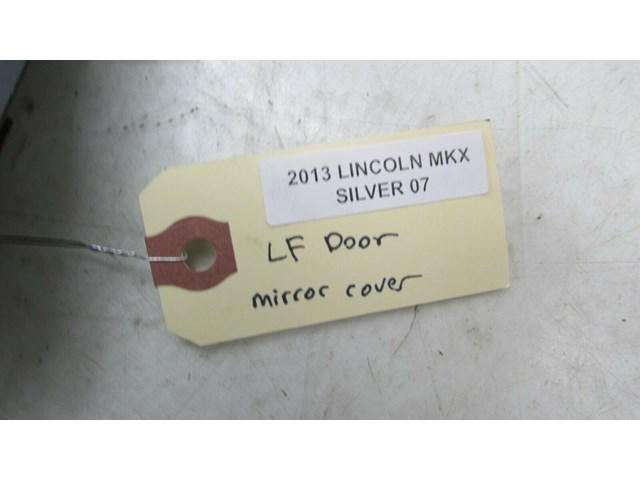 2013 LINCOLN MKX
SILVER 07
LF Door
mirror cover